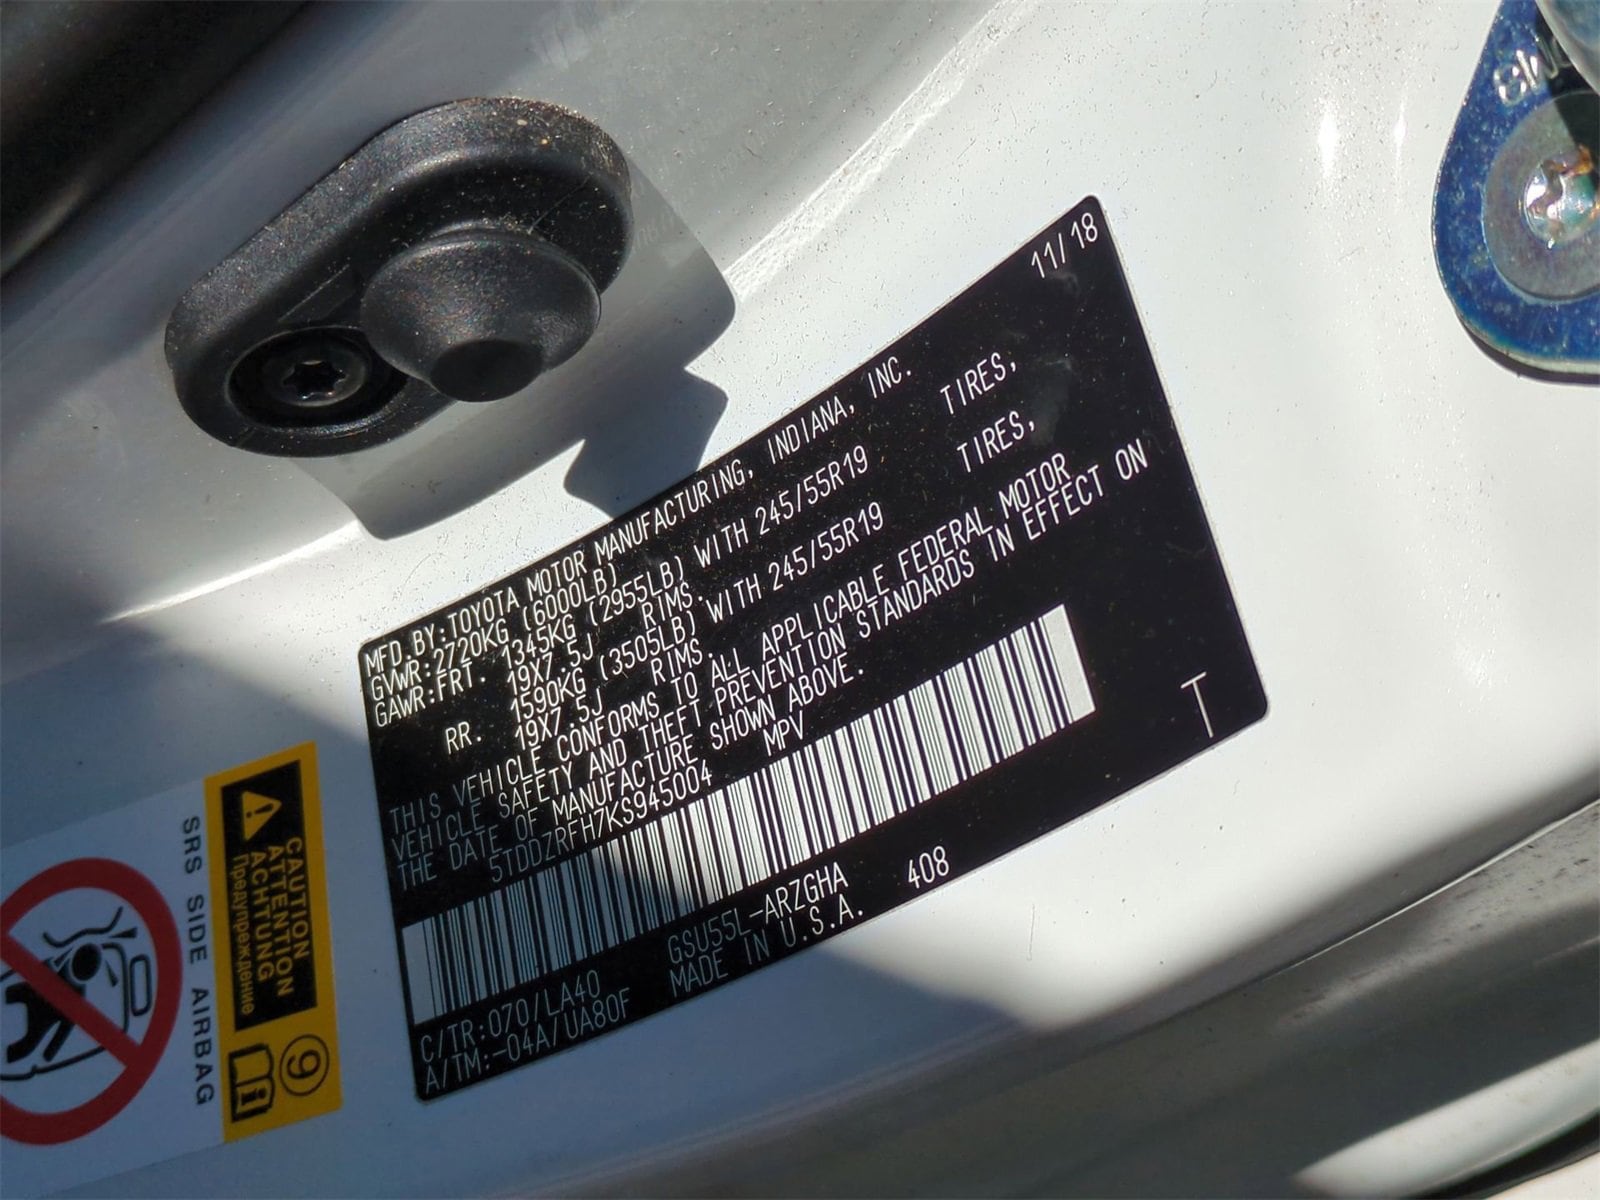 11/18
MFD.BY:TOYOTA MOTOR MANUFACTURING, INDIANA, INC.
GVWR:2720KG (6000LB)
GAWR:FRT. 1345KG (2955LB) WITH 245/55R19 TIRES,
19X7.5J RIMS.
RR. 1590KG (3505LB) WITH 245/55R19 TIRES,
19X7.5J RIMS.
THIS VEHICLE CONFORMS TO ALL APPLICABLE FEDERAL MOTOR
VEHICLE SAFETY AND THEFT PREVENTION STANDARDS IN EFFECT ON
THE DATE OF MANUFACTURE SHOWN ABOVE.
5TDDZRFH7KS945004 MPV
T
C/TR:070/LA40 GSU55L-ARZGHA 408
A/TM:-04A/UA80F MADE IN U.S.A.
CAUTION
ATTENTION
ACHTUNG
Предупреждение
9
SRS SIDE AIRBAG